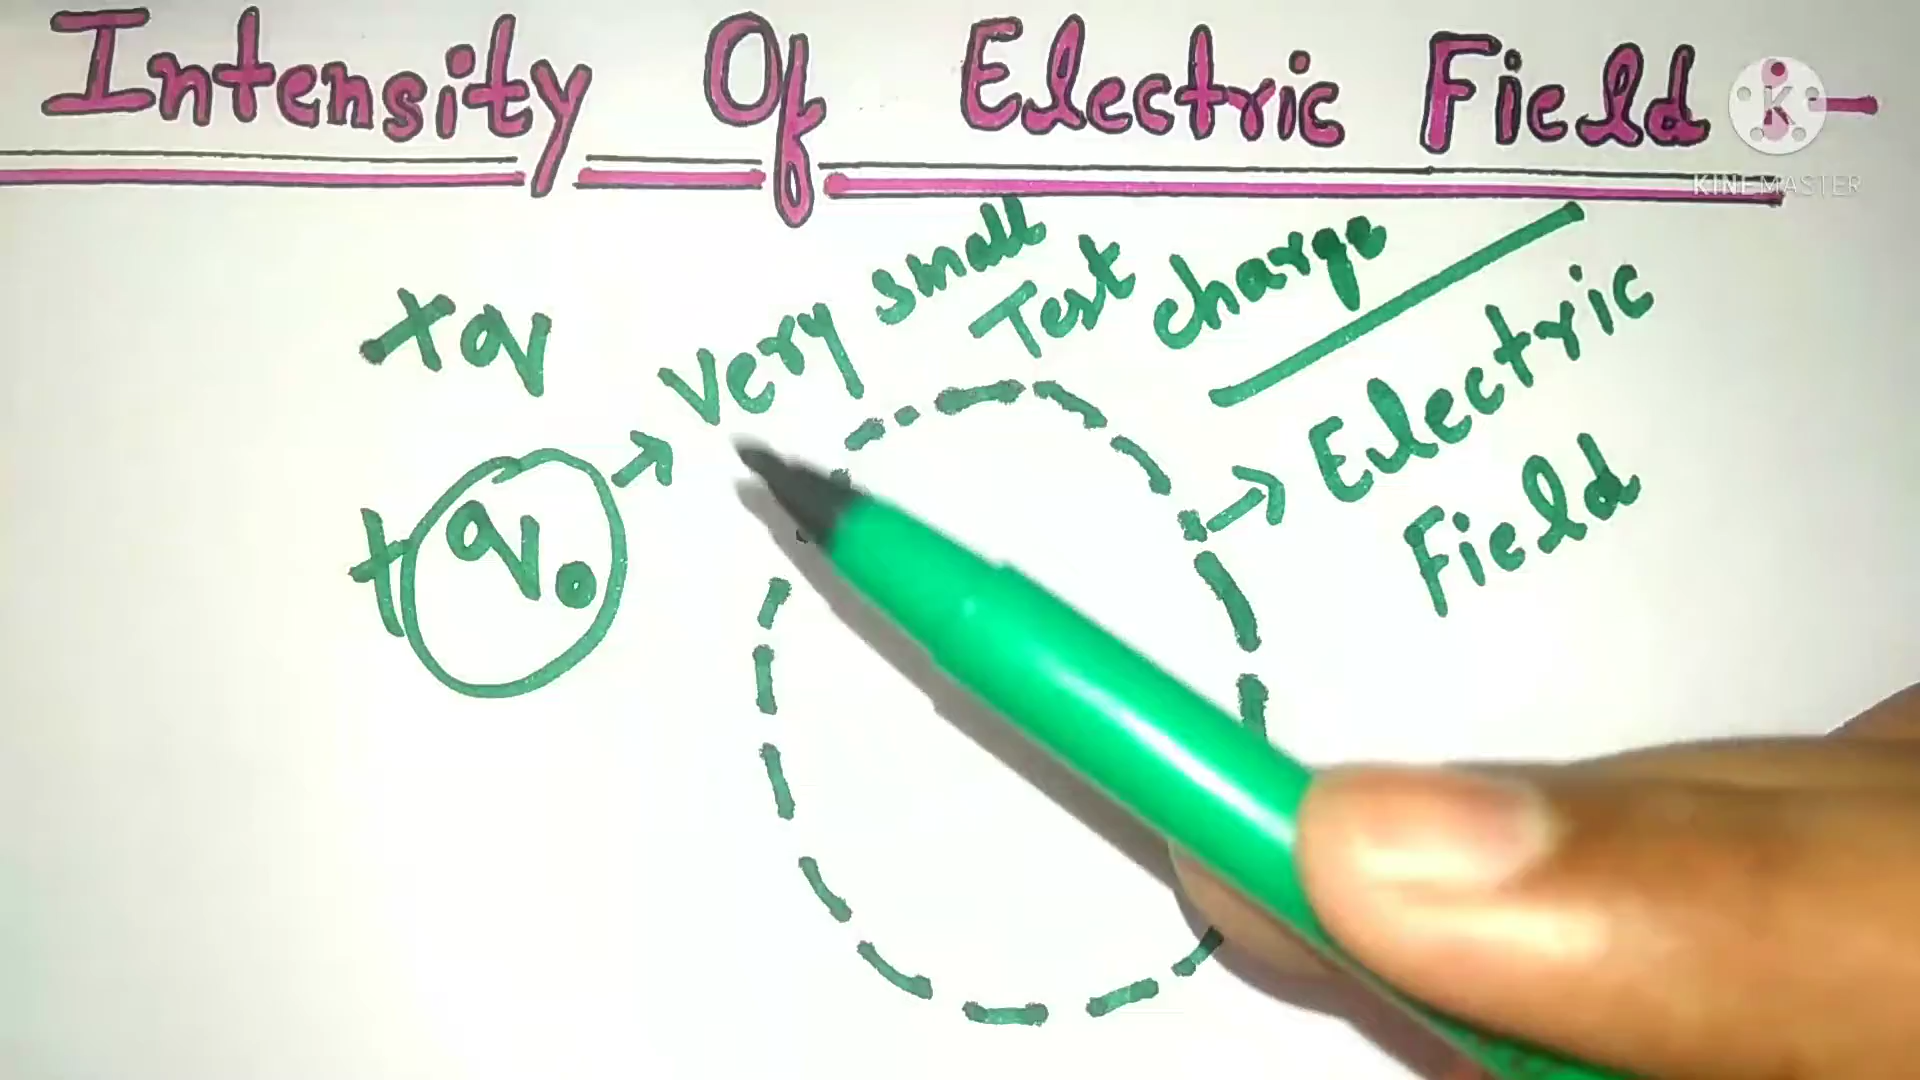 Intensity Of Electric Field -
K
KINEMASTER
+q
Very small Test charge
+q₀
Electric
Field